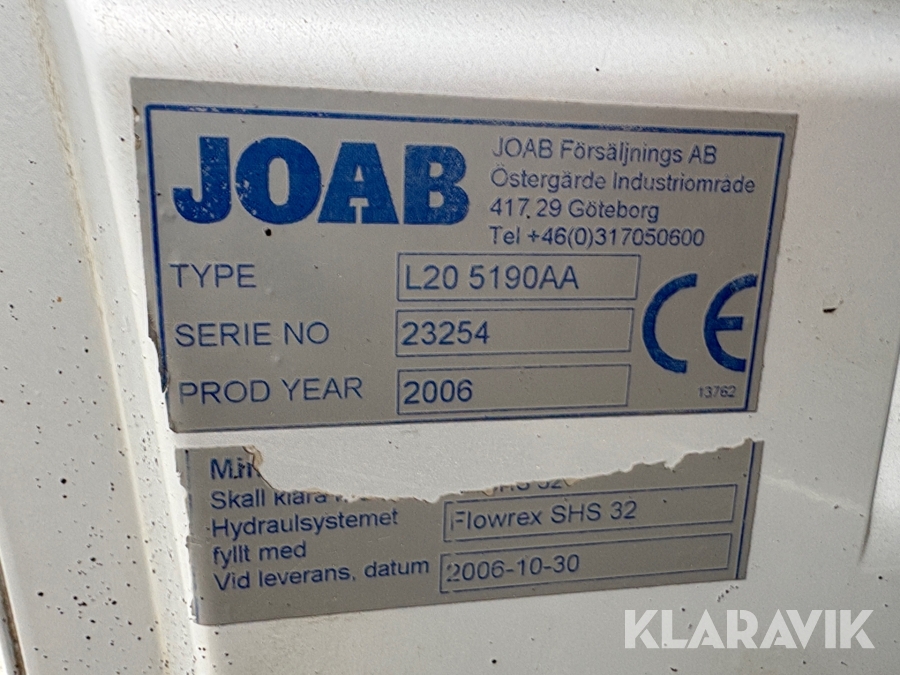 JOAB
JOAB Försäljnings AB
Östergärde Industriområde
417 29 Göteborg
Tel +46(0)317050600
TYPE L20 5190AA
SERIE NO 23254
PROD YEAR 2006
CE
13762
Skall klara
Hydraulsystemet
fyllt med
Flowrex SHS 32
Vid leverans, datum 2006-10-30
KLARAVIK